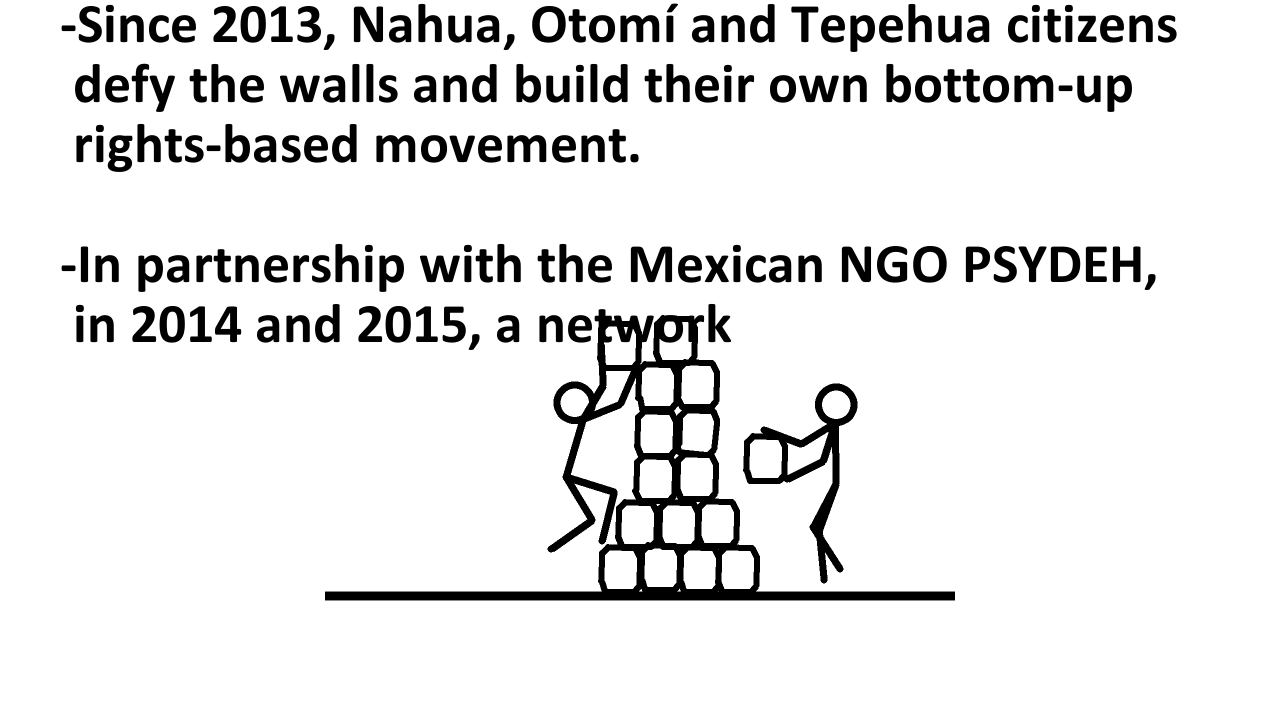 -Since 2013, Nahua, Otomí and Tepehua citizens
defy the walls and build their own bottom-up
rights-based movement.
-In partnership with the Mexican NGO PSYDEH,
in 2014 and 2015, a network